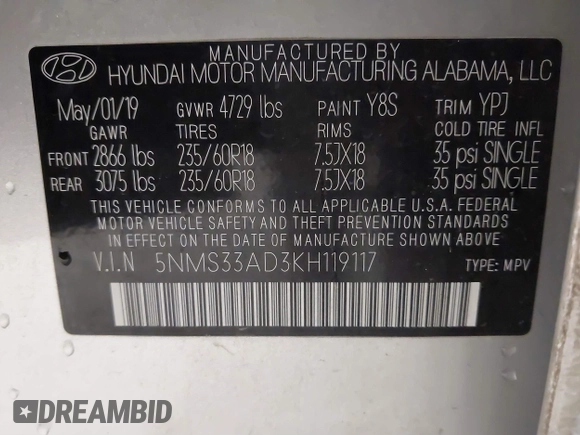 MANUFACTURED BY
HYUNDAI MOTOR MANUFACTURING ALABAMA, LLC
May/01/19 GVWR 4729 lbs PAINT Y8S TRIM YPJ
GAWR TIRES RIMS COLD TIRE INFL
FRONT 2866 lbs 235/60R18 7.5JX18 35 psi SINGLE
REAR 3075 lbs 235/60R18 7.5JX18 35 psi SINGLE
THIS VEHICLE CONFORMS TO ALL APPLICABLE U.S.A. FEDERAL
MOTOR VEHICLE SAFETY AND THEFT PREVENTION STANDARDS
IN EFFECT ON THE DATE OF MANUFACTURE SHOWN ABOVE.
V.I.N 5NMS33AD3KH119117 TYPE: MPV
DREAMBID